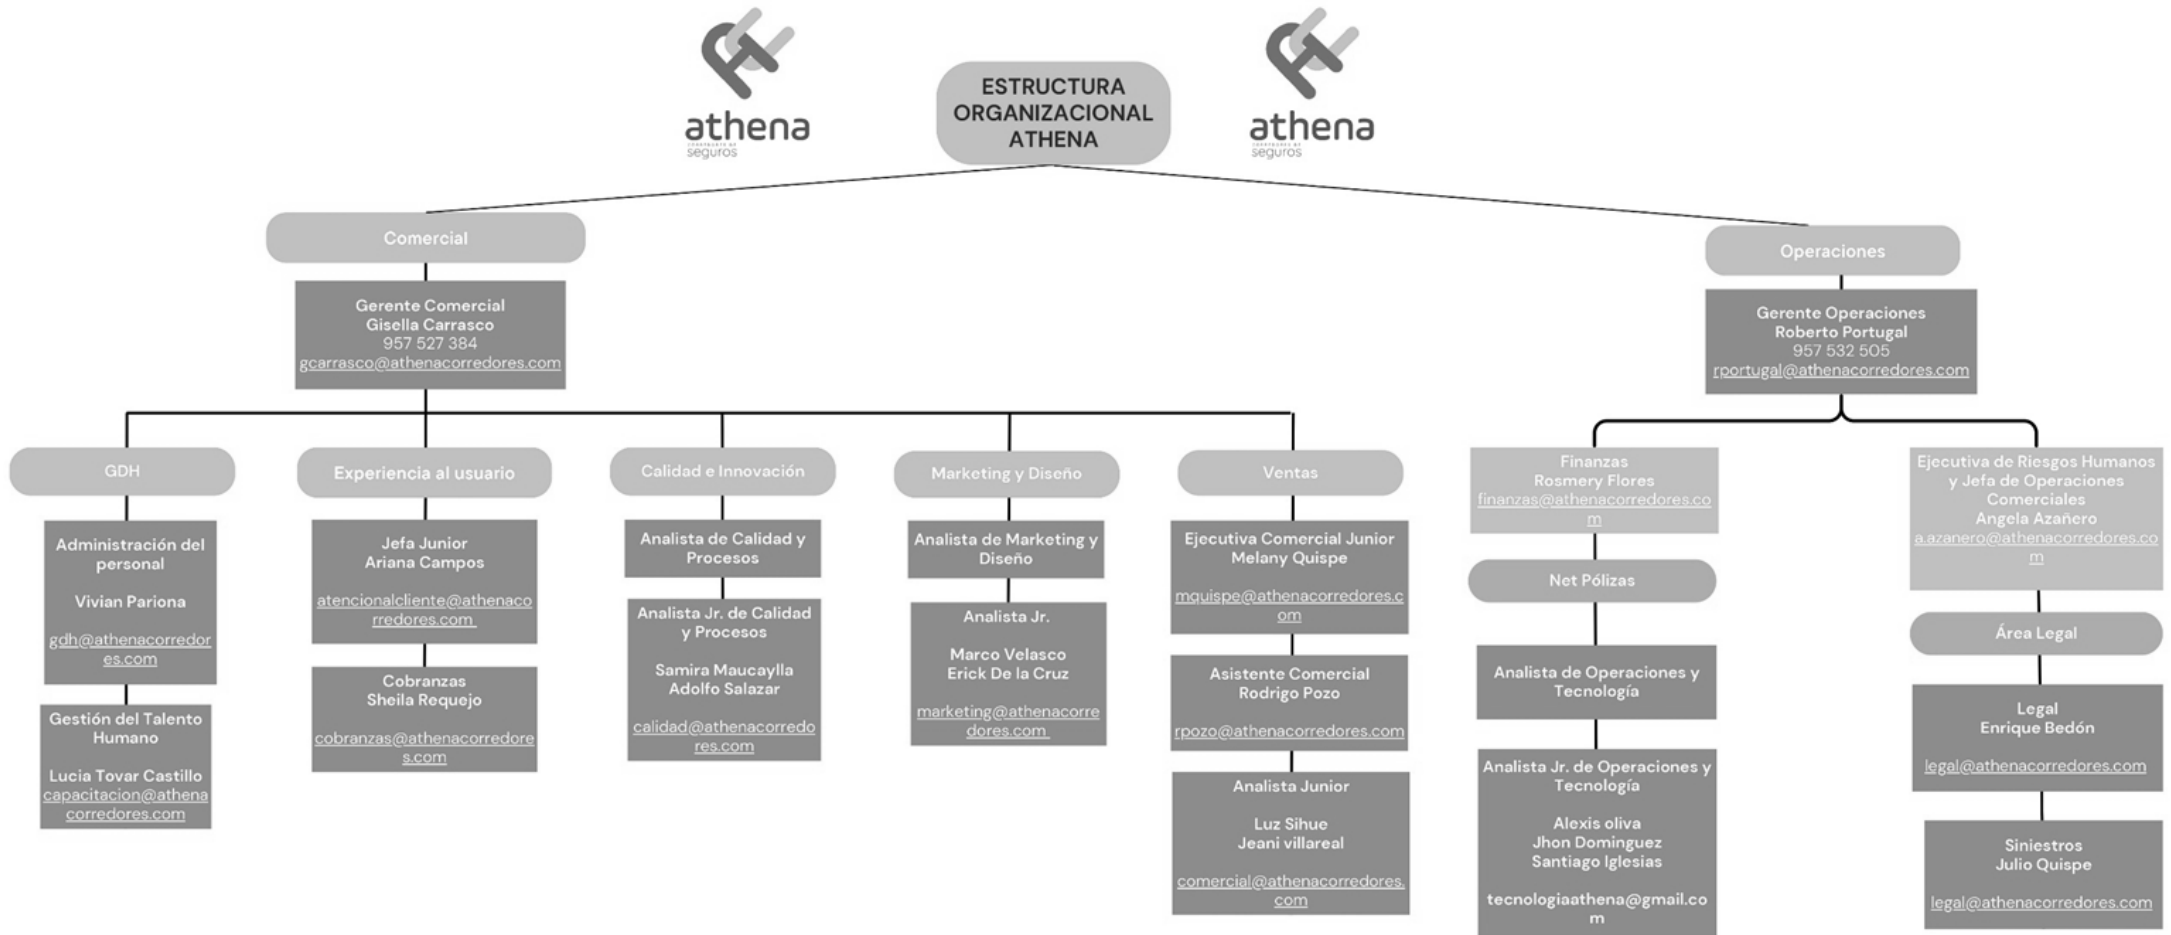 athena
CORREDORES DE
seguros
ESTRUCTURA
ORGANIZACIONAL
ATHENA
athena
CORREDORES DE
seguros
Comercial
Gerente Comercial
Gisella Carrasco
957 527 384
gcarrasco@athenacorredores.com
Operaciones
Gerente Operaciones
Roberto Portugal
957 532 505
rportugal@athenacorredores.com
GDH
Administración del
personal
Vivian Pariona
gdh@athenacorredor
es.com
Gestión del Talento
Humano
Lucia Tovar Castillo
capacitacion@athena
corredores.com
Experiencia al usuario
Jefa Junior
Ariana Campos
atencionalcliente@athenaco
rredores.com
Cobranzas
Sheila Requejo
cobranzas@athenacorredore
s.com
Calidad e Innovación
Analista de Calidad y
Procesos
Analista Jr. de Calidad
y Procesos
Samira Maucaylla
Adolfo Salazar
calidad@athenacorredo
res.com
Marketing y Diseño
Analista de Marketing y
Diseño
Analista Jr.
Marco Velasco
Erick De la Cruz
marketing@athenacorre
dores.com
Ventas
Ejecutiva Comercial Junior
Melany Quispe
mquispe@athenacorredores.c
om
Asistente Comercial
Rodrigo Pozo
rpozo@athenacorredores.com
Analista Junior
Luz Sihue
Jeani villareal
comercial@athenacorredores.
com
Finanzas
Rosmery Flores
finanzas@athenacorredores.co
m
Net Pólizas
Analista de Operaciones y
Tecnología
Analista Jr. de Operaciones y
Tecnología
Alexis oliva
Jhon Dominguez
Santiago Iglesias
tecnologiaathena@gmail.co
m
Ejecutiva de Riesgos Humanos
y Jefa de Operaciones
Comerciales
Angela Azañero
a.azanero@athenacorredores.co
m
Área Legal
Legal
Enrique Bedón
legal@athenacorredores.com
Siniestros
Julio Quispe
legal@athenacorredores.com